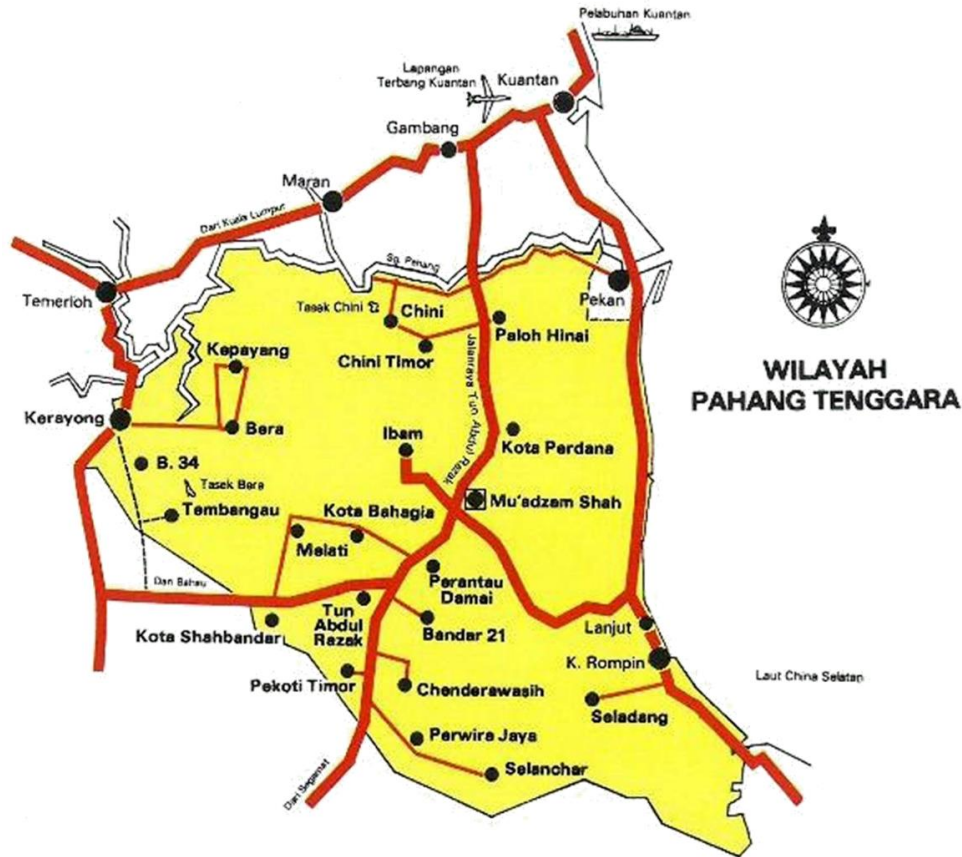 Pelabuhan Kuantan
Lapangan
Terbang Kuantan
Kuantan
Gambang
Maran
Dari Kuala Lumpur
Sg. Pahang
Temerloh
Pekan
Tasek Chini
Chini
Paloh Hinai
Chini Timor
Kepayang
Jalanraya Tun Abdul Razak
WILAYAH
PAHANG TENGGARA
Kerayong
Bera
Ibam
Kota Perdana
B. 34
Tasek Bera
Tembangau
Mu'adzam Shah
Kota Bahagia
Melati
Dari Bahau
Perantau
Damai
Tun
Abdul
Razak
Bandar 21
Lanjut
Kota Shahbandar
K. Rompin
Pekoti Timor
Chenderawasih
Laut China Selatan
Seladang
Perwira Jaya
Selanchar
Dari Segamat